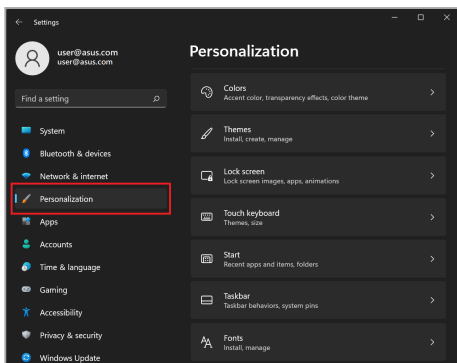 Settings
user@asus.com
user@asus.com
Find a setting
System
Bluetooth & devices
Network & internet
Personalization
Apps
Accounts
Time & language
Gaming
Accessibility
Privacy & security
Windows Update
Personalization
Colors
Accent color, transparency effects, color theme
Themes
Install, create, manage
Lock screen
Lock screen images, apps, animations
Touch keyboard
Themes, size
Start
Recent apps and items, folders
Taskbar
Taskbar behaviors, system pins
Fonts
Install, manage